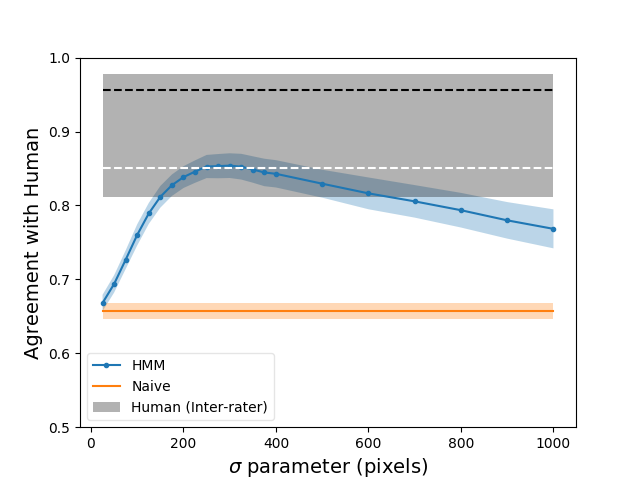 1.0
0.9
0.8
0.7
0.6
0.5
Agreement with Human
HMM
Naive
Human (Inter-rater)
0 200 400 600 800 1000
σ parameter (pixels)